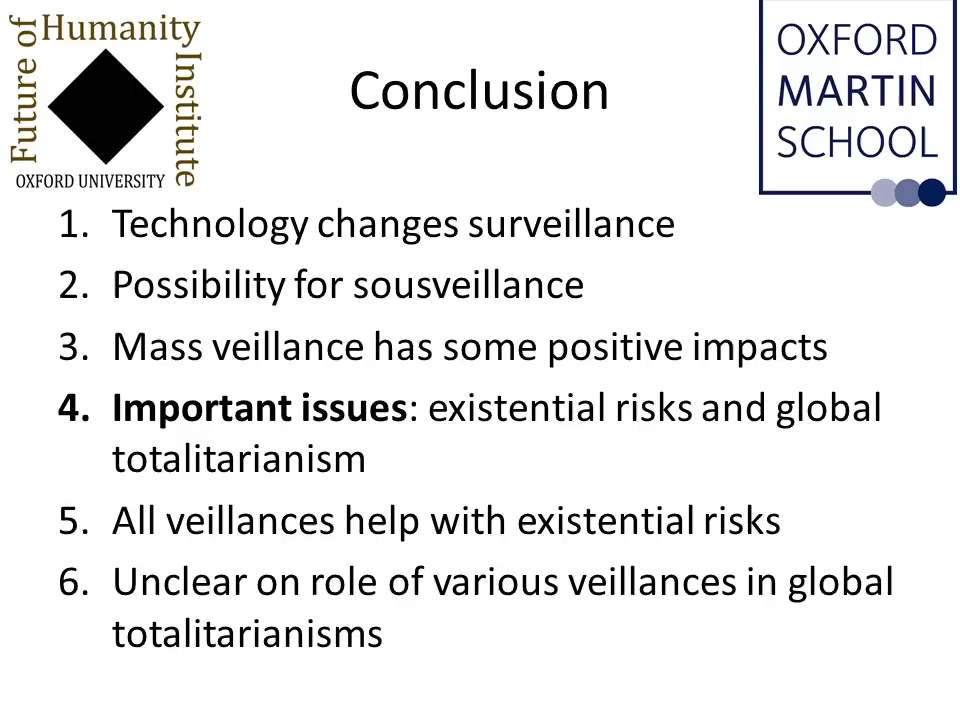 Future of
Humanity
Institute
OXFORD UNIVERSITY
Conclusion
OXFORD
MARTIN
SCHOOL
1. Technology changes surveillance
2. Possibility for sousveillance
3. Mass veillance has some positive impacts
4. Important issues: existential risks and global
totalitarianism
5. All veillances help with existential risks
6. Unclear on role of various veillances in global
totalitarianisms